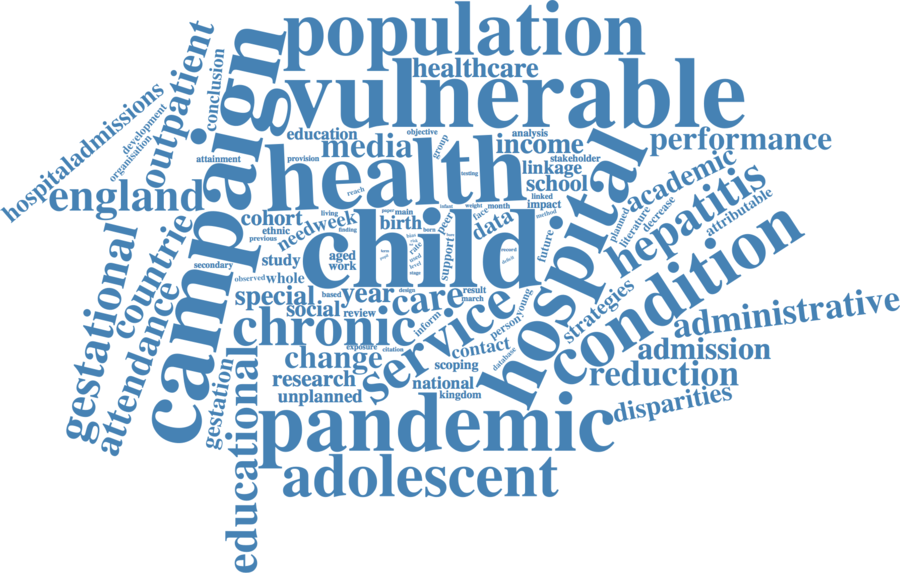 population
healthcare
vulnerable
campaign
outpatient
conclusion
hospitaladmissions
development
organisation
education
objective
analysis
group
media
income
performance
attainment
provision
health
testing
stakeholder
linkage
school
academic
england
reach
linked
impact
hospital
hepatitis
planned
literature
decrease
attributable
cohort
living
needweek
finding
ethnic
previous
paper
main
infant
weight
month
birth
born
peer
face
data
method
future
countrie
gestational
attendance
secondary
study
aged
work
child
rate
used
level
stage
support
record
deficit
condition
observed
whole
special
based
year
design
care
result
march
young
social
review
inform
person
service
strategies
administrative
chronic
exposure
citation
change
contact
database
admission
research
scoping
reduction
gestation
unplanned
national
kingdom
disparities
educational
pandemic
adolescent